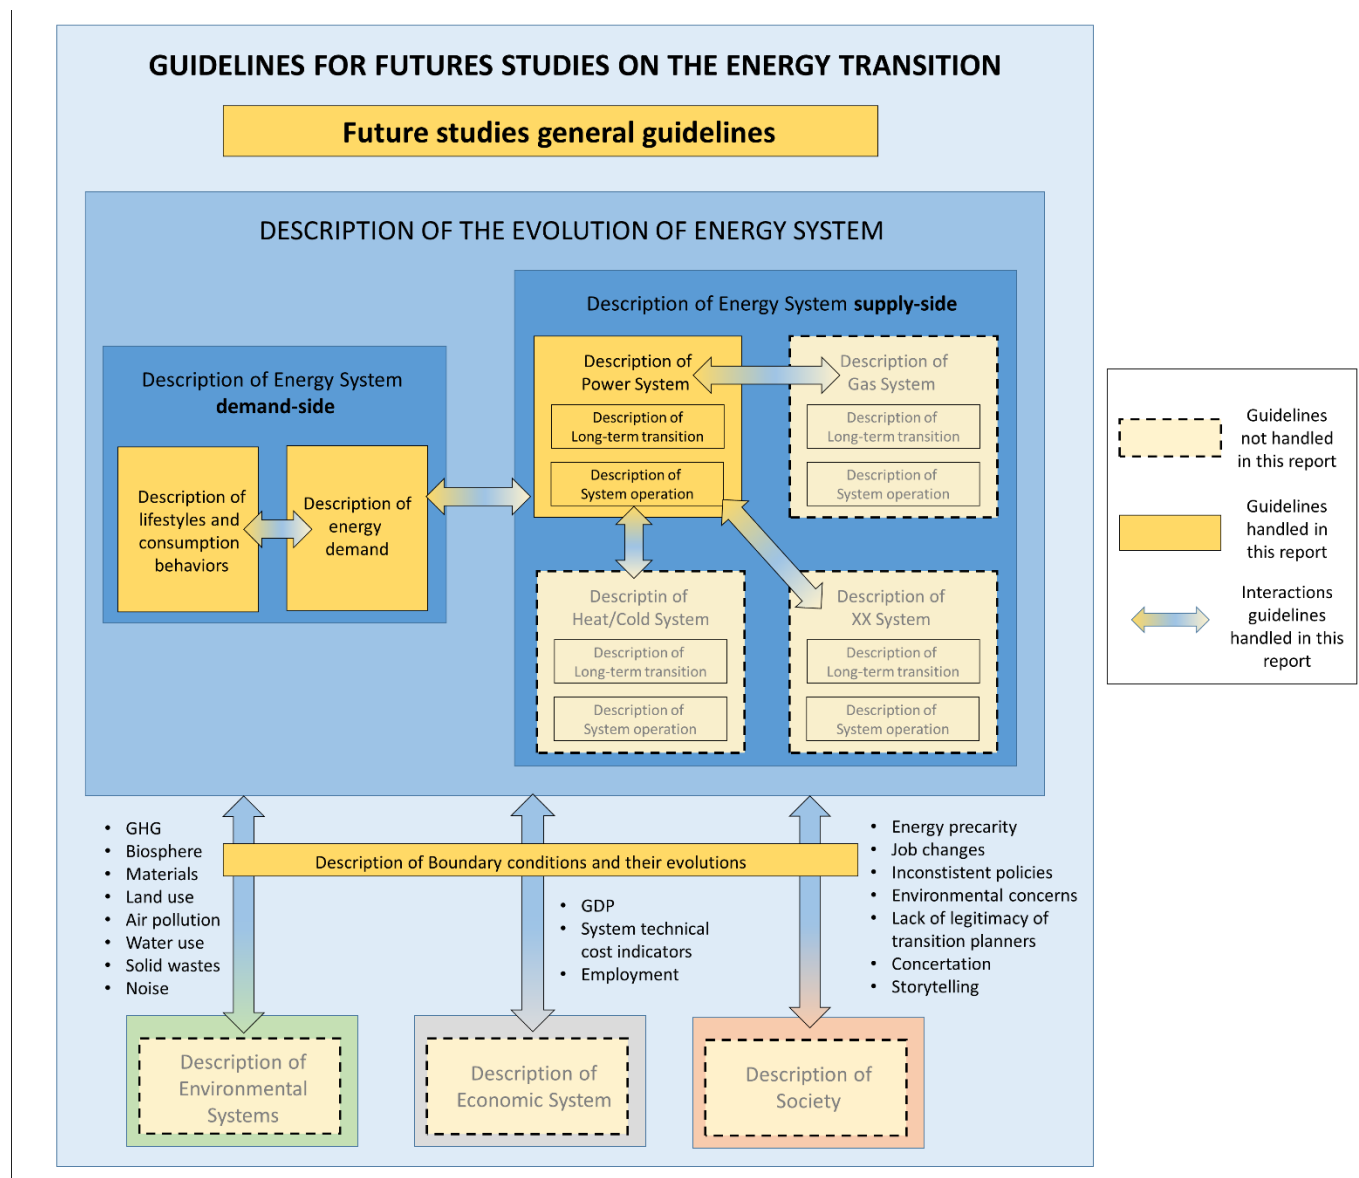 GUIDELINES FOR FUTURES STUDIES ON THE ENERGY TRANSITION
Future studies general guidelines
DESCRIPTION OF THE EVOLUTION OF ENERGY SYSTEM
Description of Energy System supply-side
Description of Energy System
demand-side
Description of
lifestyles and
consumption
behaviors
Description of
energy
demand
Description of
Power System
Description of
Long-term transition
Description of
System operation
Description of
Gas System
Description of
Long-term transition
Description of
System operation
Descriptin of
Heat/Cold System
Description of
Long-term transition
Description of
System operation
Description of
XX System
Description of
Long-term transition
Description of
System operation
Guidelines
not handled
in this report
Guidelines
handled in
this report
Interactions
guidelines
handled in this
report
• GHG
• Biosphere
• Materials
• Land use
• Air pollution
• Water use
• Solid wastes
• Noise
Description of Boundary conditions and their evolutions
• GDP
• System technical
cost indicators
• Employment
• Energy precarity
• Job changes
• Inconstistent policies
• Environmental concerns
• Lack of legitimacy of
transition planners
• Concertation
• Storytelling
Description of
Environmental
Systems
Description of
Economic System
Description of
Society